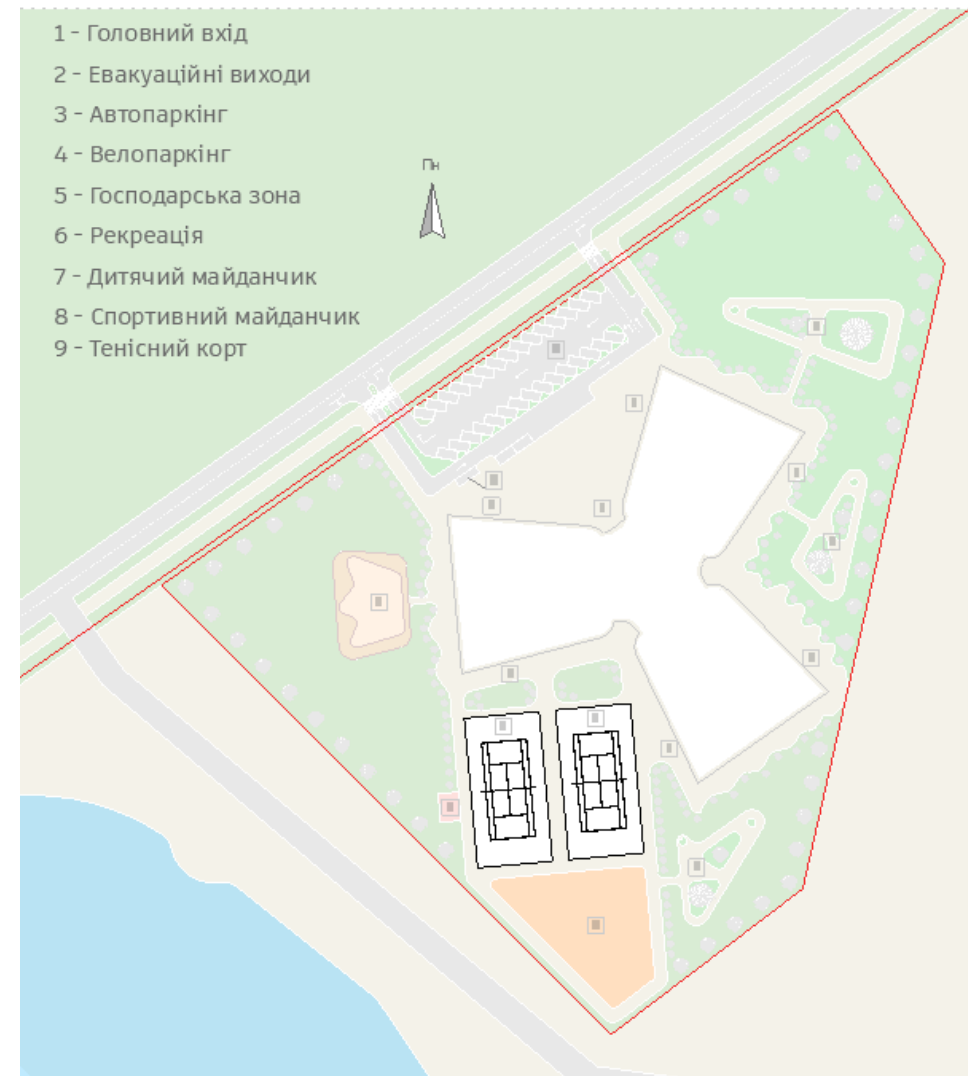 1 - Головний вхід
2 - Евакуаційні виходи
3 - Автопаркінг
4 - Велопаркінг
5 - Господарська зона
6 - Рекреація
7 - Дитячий майданчик
8 - Спортивний майданчик
9 - Тенісний корт
Пн